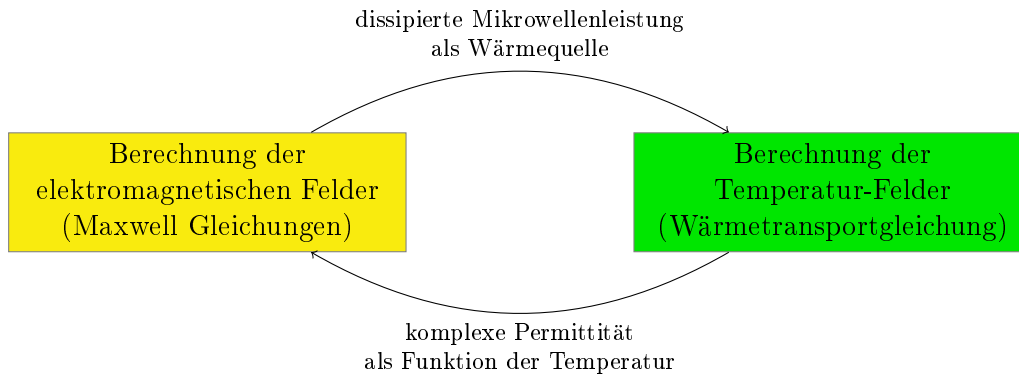 dissipierte Mikrowellenleistung
als Wärmequelle
Berechnung der
elektromagnetischen Felder
(Maxwell Gleichungen)
Berechnung der
Temperatur-Felder
(Wärmetransportgleichung)
komplexe Permittität
als Funktion der Temperatur